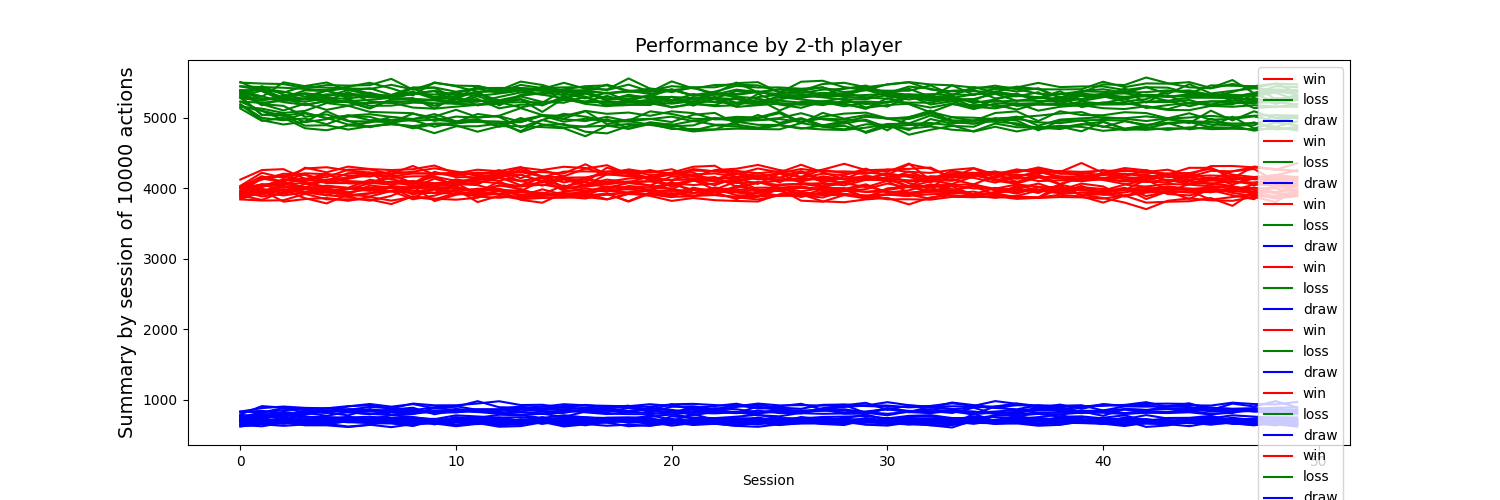 Performance by 2-th player
Summary by session of 10000 actions
5000
4000
3000
2000
1000
0
10
20
30
40
50
Session
win
loss
draw
win
loss
draw
win
loss
draw
win
loss
draw
win
loss
draw
win
loss
draw
win
loss
draw